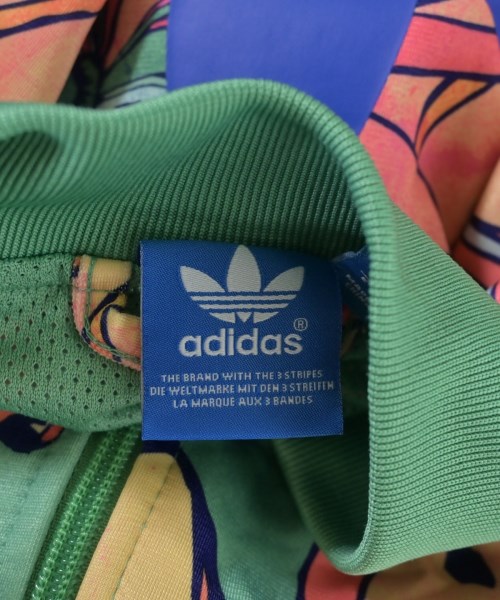 adidas®
THE BRAND WITH THE 3 STRIPES
DIE WELTMARKE MIT DEN 3 STREIFEN
LA MARQUE AUX 3 BANDES